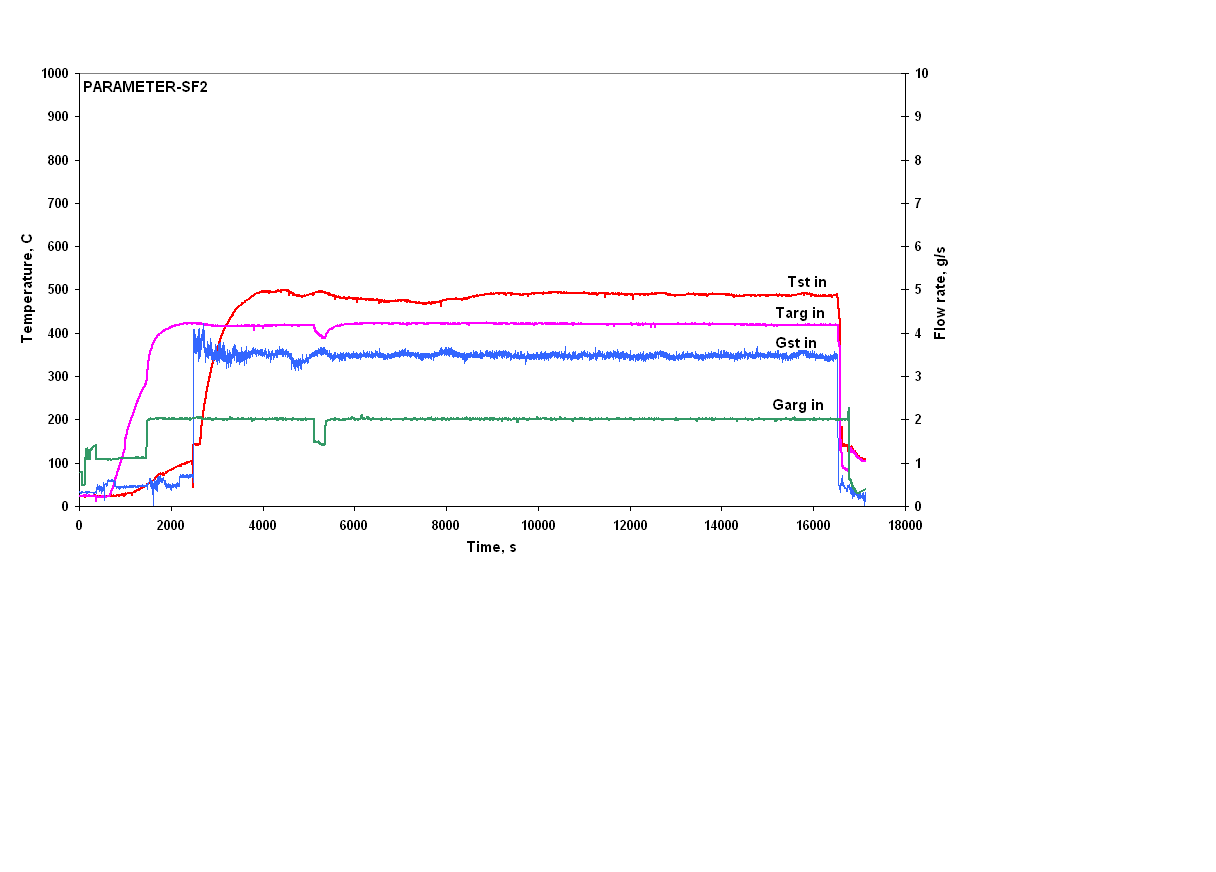 PARAMETER-SF2
1000
900
800
700
600
500
400
300
200
100
0
Temperature, C
10
9
8
7
6
5
4
3
2
1
0
Flow rate, g/s
Tst in
Targ in
Gst in
Garg in
0 2000 4000 6000 8000 10000 12000 14000 16000 18000
Time, s